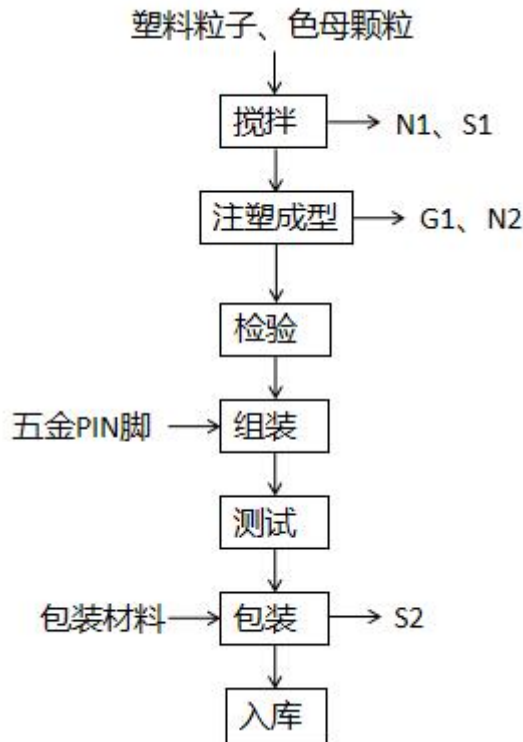 塑料粒子、色母颗粒
搅拌
N1、S1
注塑成型
G1、N2
检验
五金PIN脚
组装
测试
包装材料
包装
S2
入库